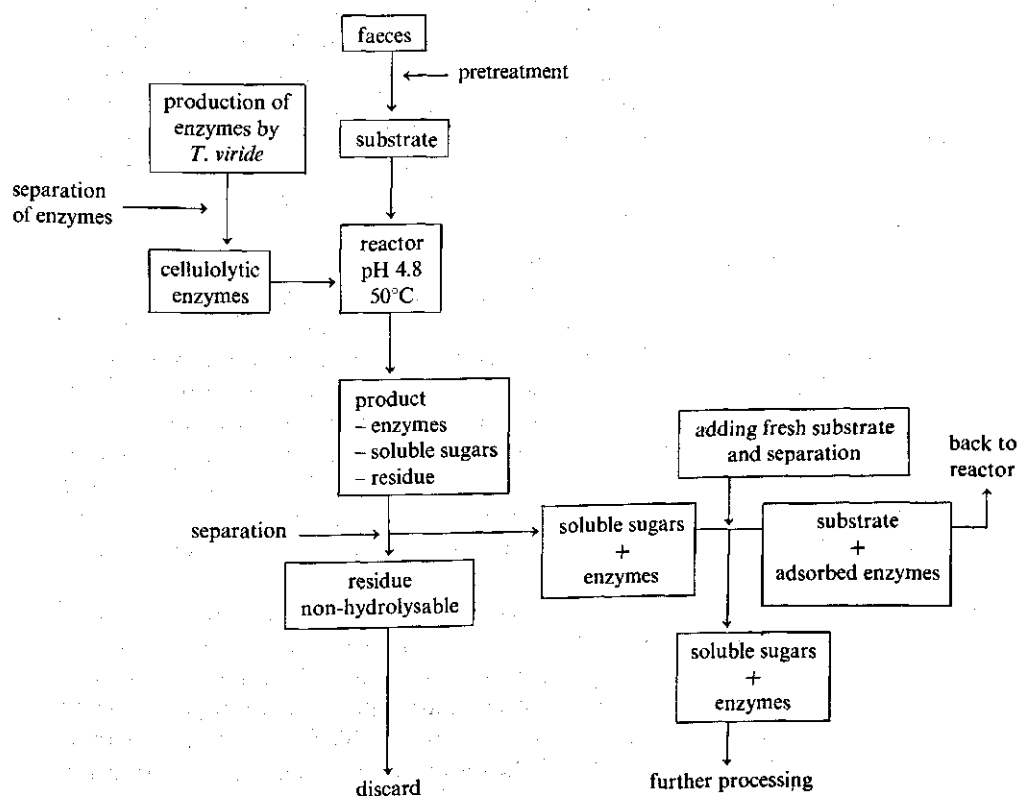 faeces
pretreatment
production of
enzymes by
T. viride
substrate
separation
of enzymes
cellulolytic
enzymes
reactor
pH 4.8
50°C
product
– enzymes
– soluble sugars
– residue
adding fresh substrate
and separation
back to
reactor
separation
soluble sugars
+
enzymes
substrate
+
adsorbed enzymes
residue
non-hydrolysable
soluble sugars
+
enzymes
discard
further processing